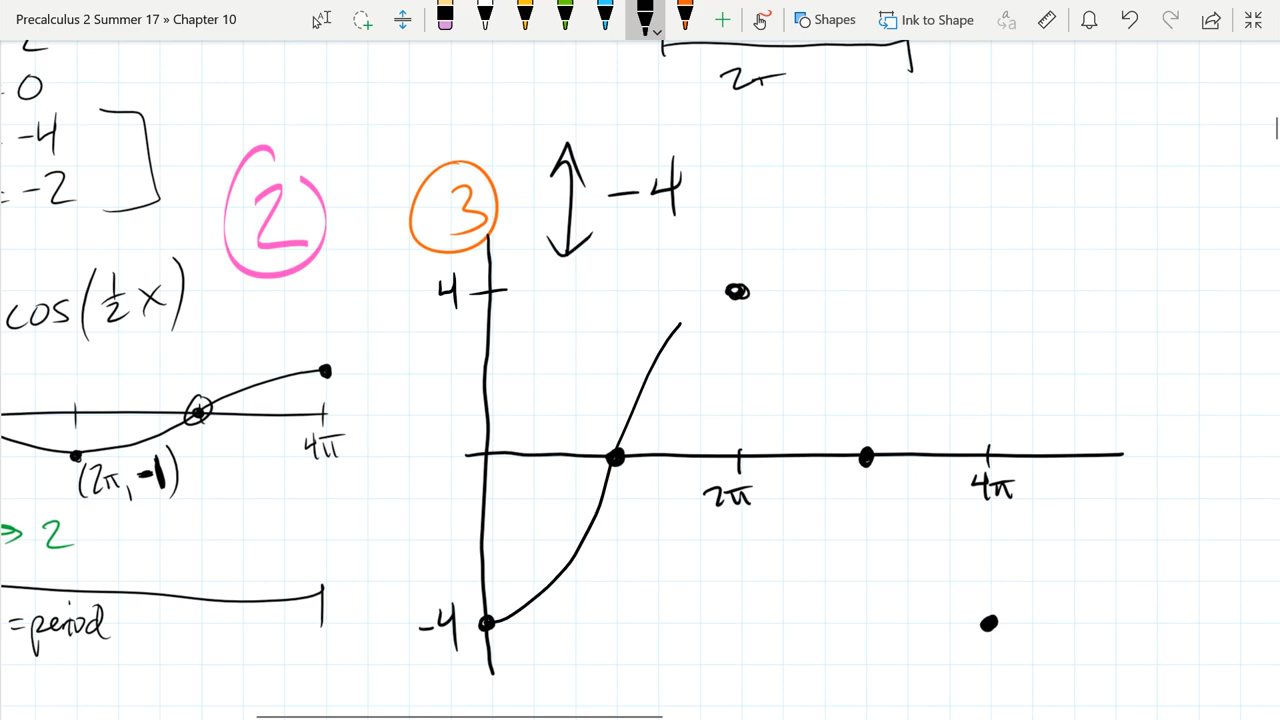 Precalculus 2 Summer 17 » Chapter 10
Shapes
Ink to Shape
2π
0
-4
= -2
2
3
-4
cos(1/2 x)
4
4π
(2π, -1)
2π
4π
⇒ 2
= period
-4